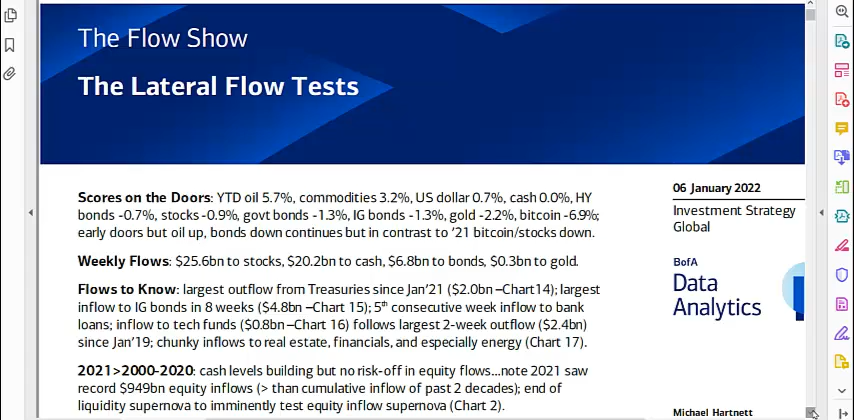 The Flow Show
The Lateral Flow Tests
Scores on the Doors: YTD oil 5.7%, commodities 3.2%, US dollar 0.7%, cash 0.0%, HY
bonds -0.7%, stocks -0.9%, govt bonds -1.3%, IG bonds -1.3%, gold -2.2%, bitcoin -6.9%;
early doors but oil up, bonds down continues but in contrast to '21 bitcoin/stocks down.
Weekly Flows: $25.6bn to stocks, $20.2bn to cash, $6.8bn to bonds, $0.3bn to gold.
Flows to Know: largest outflow from Treasuries since Jan'21 ($2.0bn –Chart14); largest
inflow to IG bonds in 8 weeks ($4.8bn –Chart 15); 5th consecutive week inflow to bank
loans; inflow to tech funds ($0.8bn –Chart 16) follows largest 2-week outflow ($2.4bn)
since Jan'19; chunky inflows to real estate, financials, and especially energy (Chart 17).
2021>2000-2020: cash levels building but no risk-off in equity flows...note 2021 saw
record $949bn equity inflows (> than cumulative inflow of past 2 decades); end of
liquidity supernova to imminently test equity inflow supernova (Chart 2).
06 January 2022
Investment Strategy
Global
BofA
Data
Analytics
Michael Hartnett